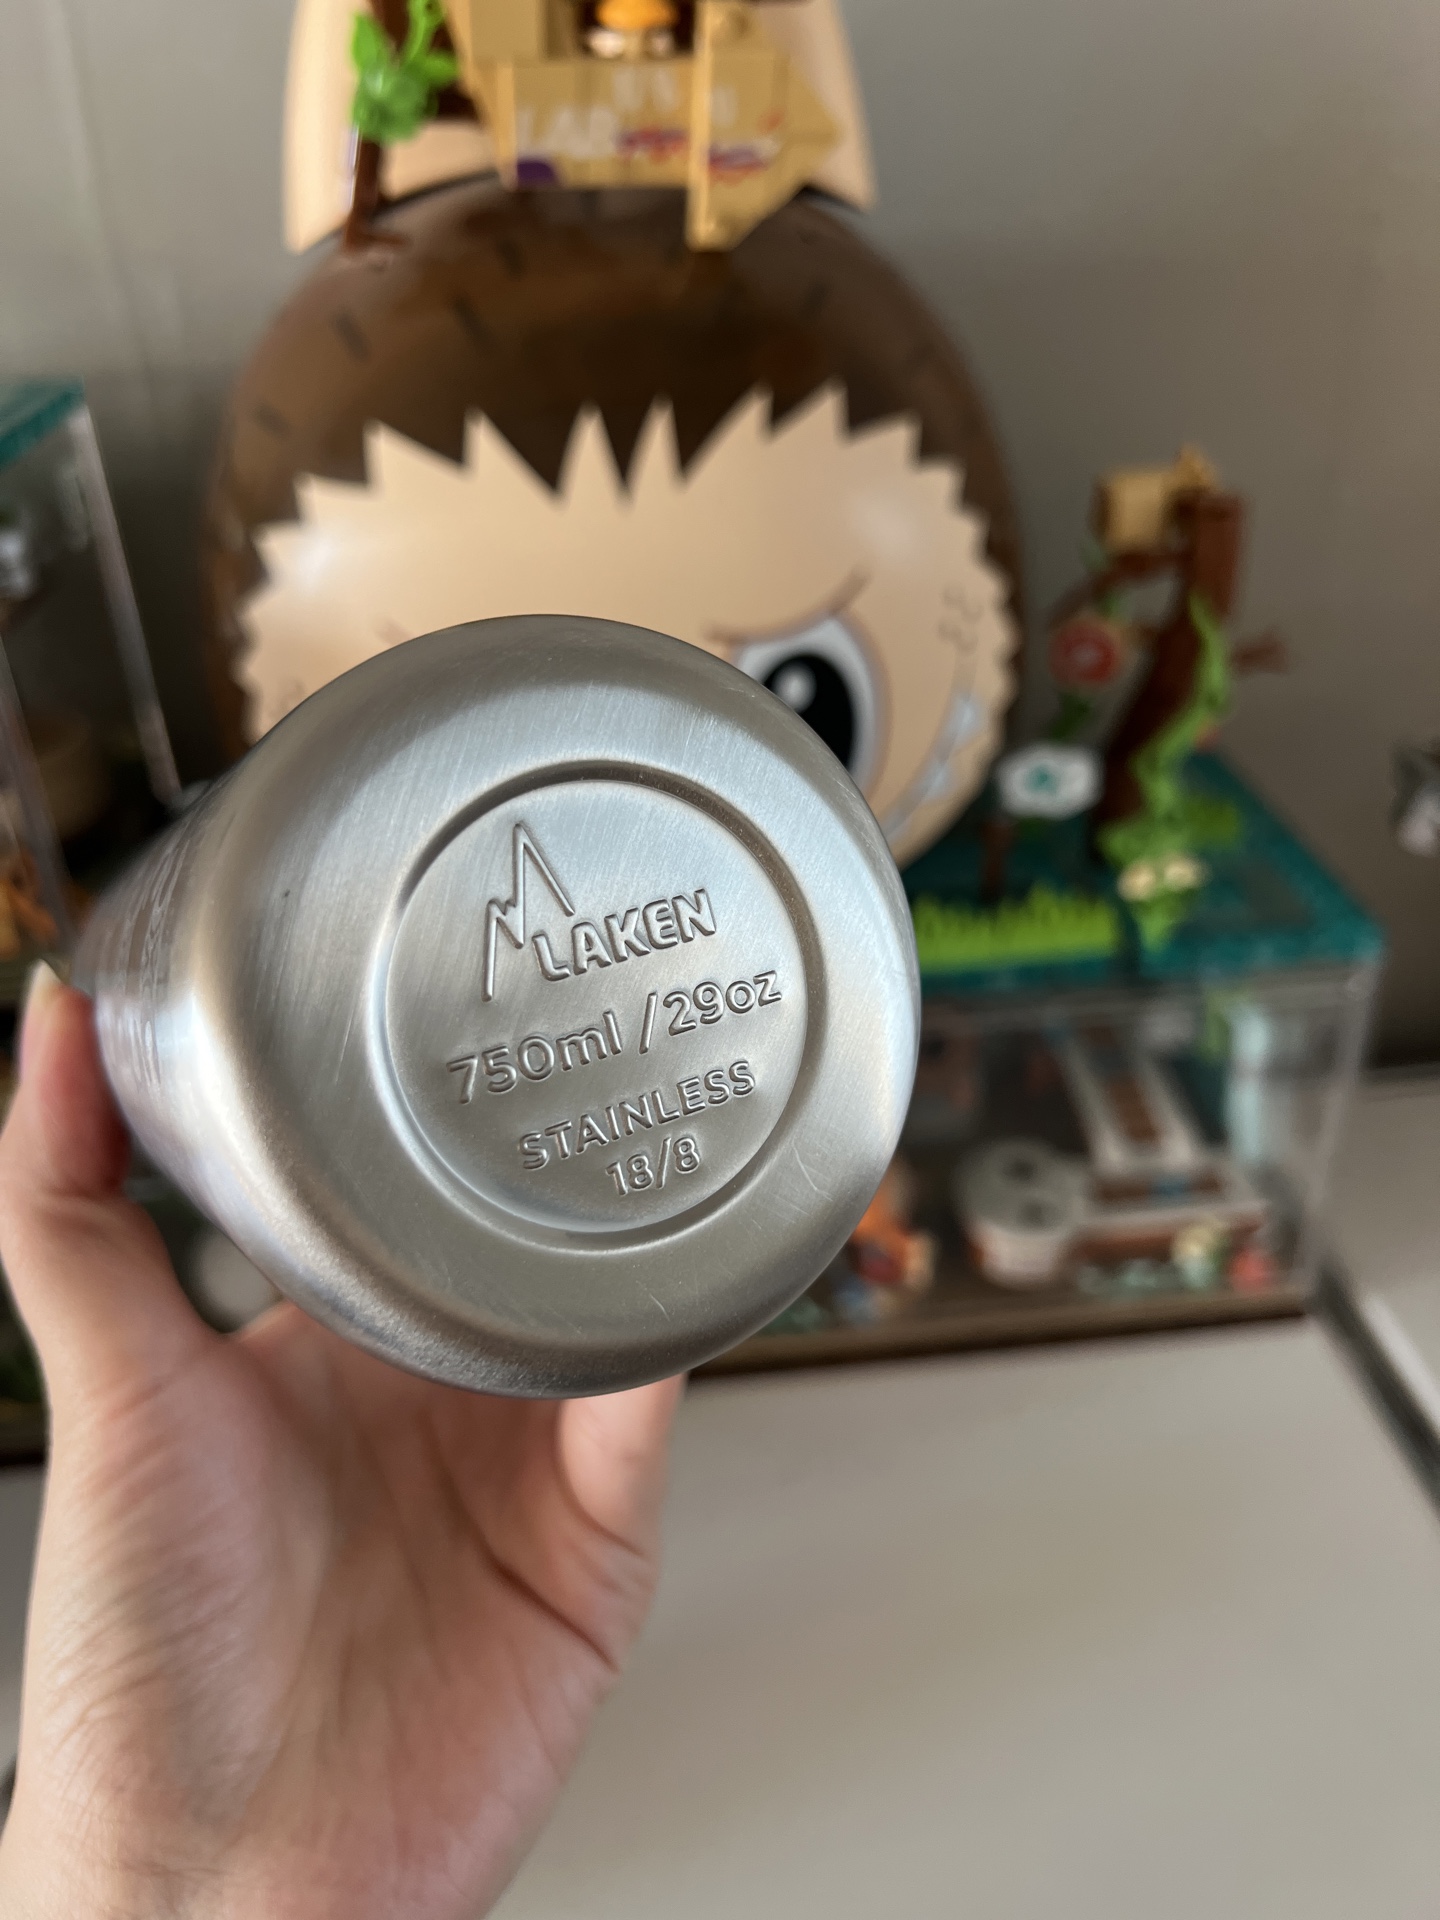 LAKEN
750ml /29oz
STAINLESS
18/8